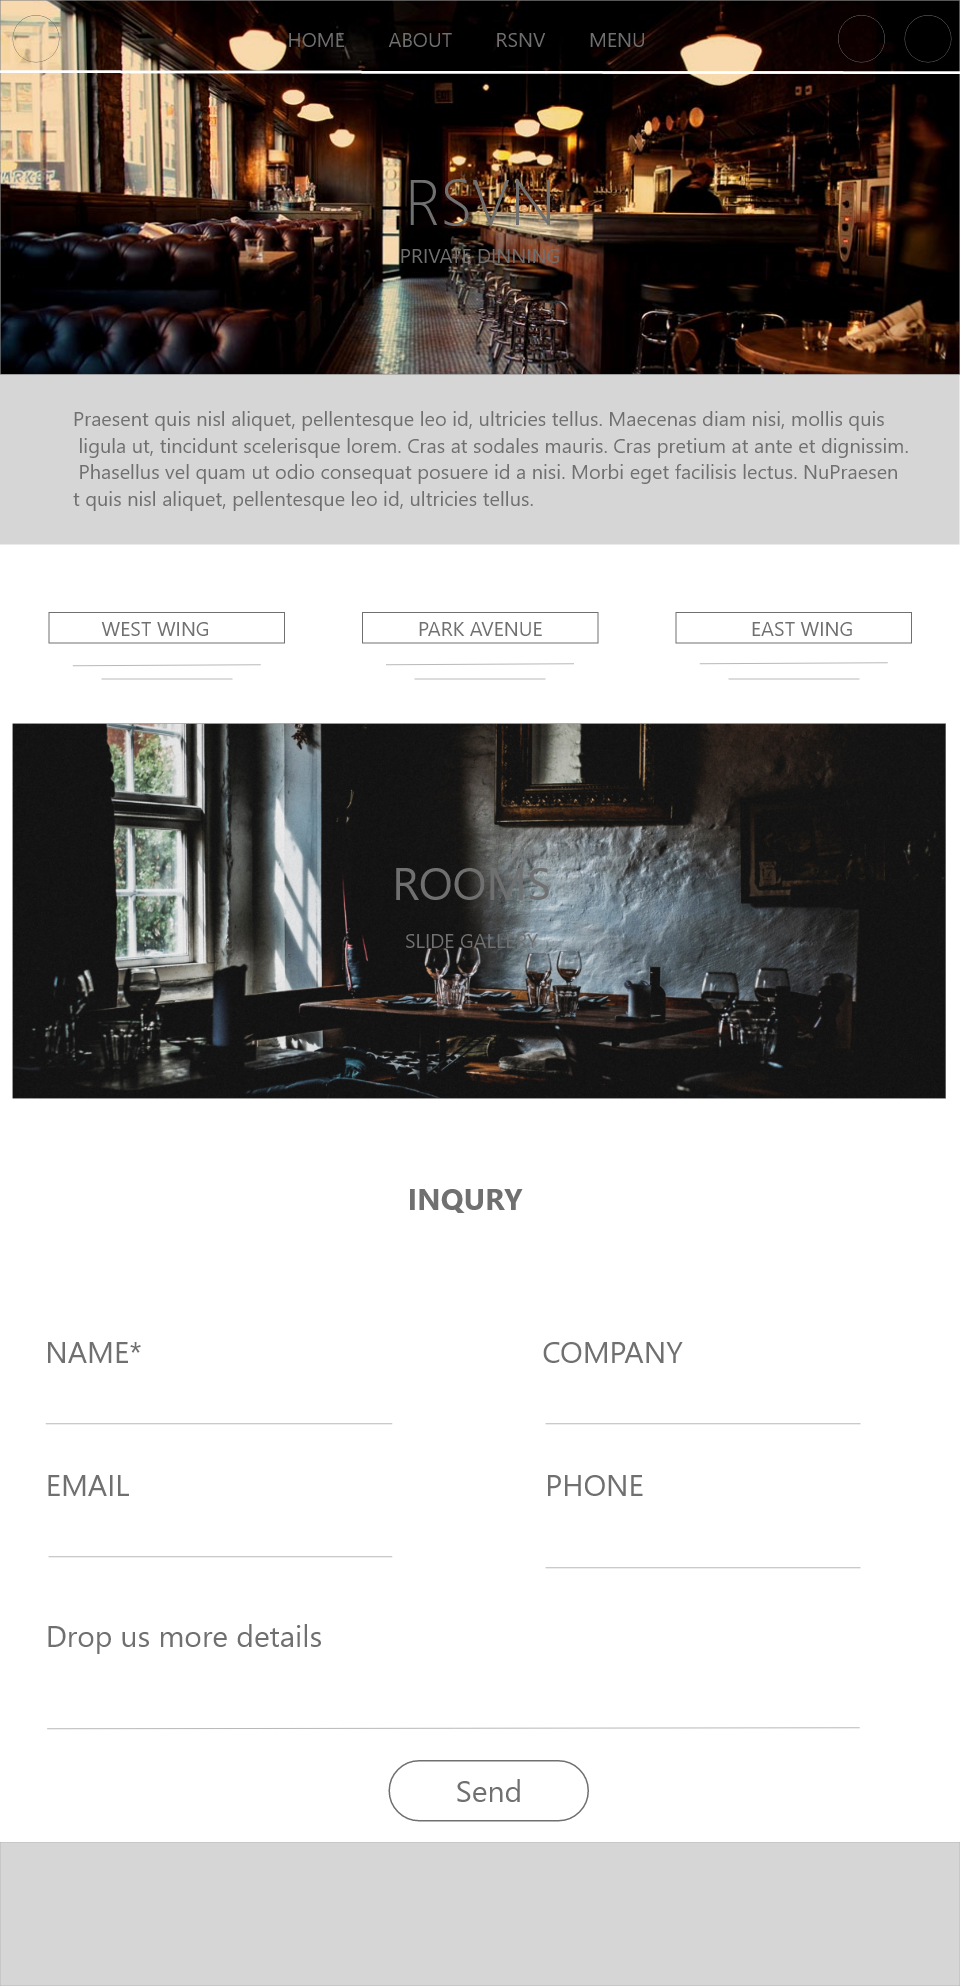 HOME ABOUT RSNV MENU
MARKET
RSVN
PRIVATE DINNING
Praesent quis nisl aliquet, pellentesque leo id, ultricies tellus. Maecenas diam nisi, mollis quis
ligula ut, tincidunt scelerisque lorem. Cras at sodales mauris. Cras pretium at ante et dignissim.
Phasellus vel quam ut odio consequat posuere id a nisi. Morbi eget facilisis lectus. NuPraesen
t quis nisl aliquet, pellentesque leo id, ultricies tellus.
WEST WING PARK AVENUE EAST WING
ROOMS
SLIDE GALLERY
INQURY
NAME* COMPANY
EMAIL PHONE
Drop us more details
Send